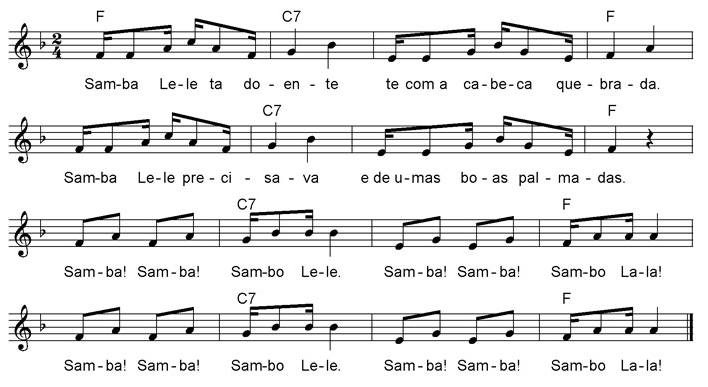 F C7 F
2 4
Sam-ba Le-le ta do-en-te te com a ca-be-ca que-bra-da.
C7 F
Sam-ba Le-le pre-ci-sa-va e de u-mas bo-as pal-ma-das.
C7 F
Sam-ba! Sam-ba! Sam-bo Le-le. Sam-ba! Sam-ba! Sam-bo La-la!
C7 F
Sam-ba! Sam-ba! Sam-bo Le-le. Sam-ba! Sam-ba! Sam-bo La-la!